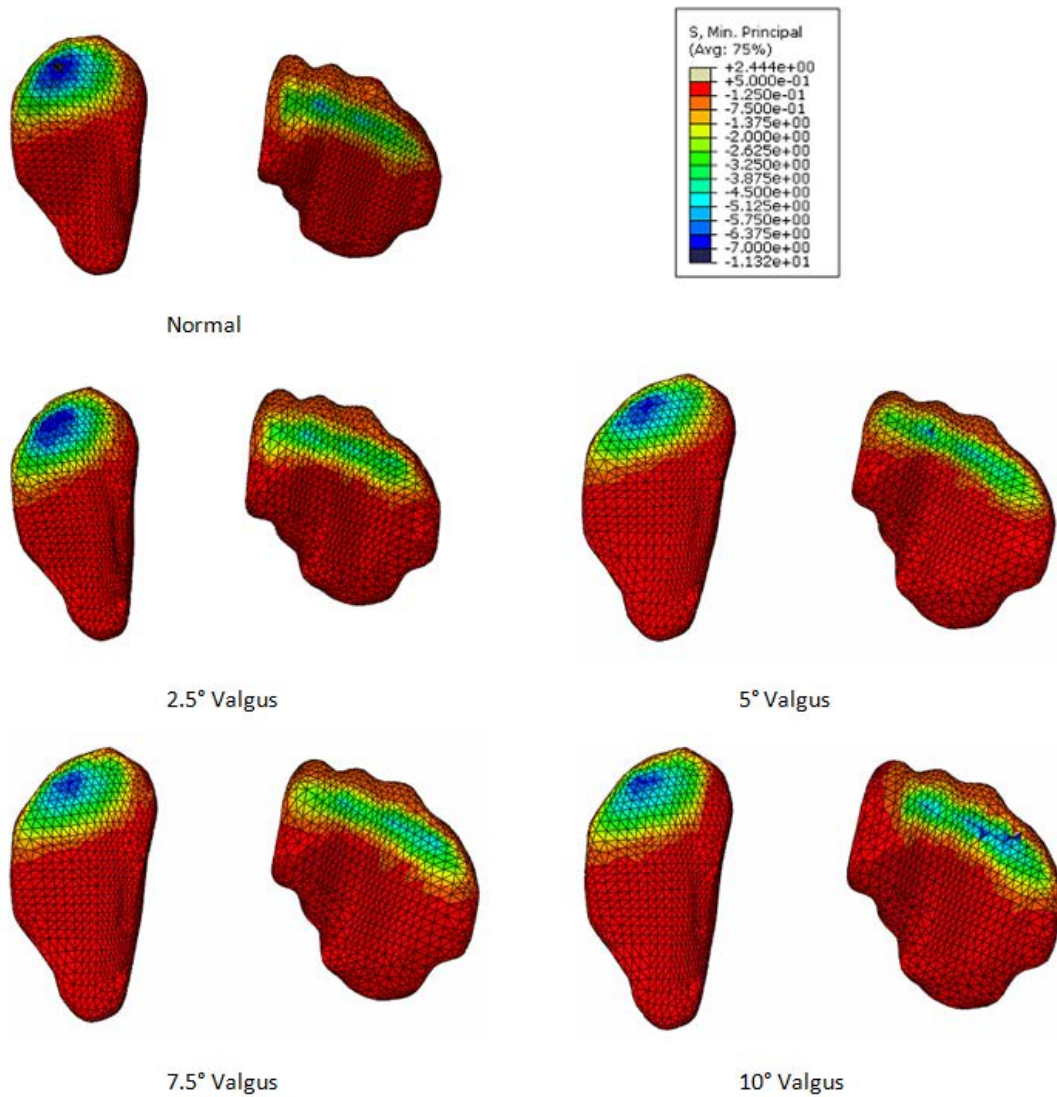 S, Min. Principal
(Avg: 75%)
+2.444e+00
+5.000e-01
-1.250e-01
-7.500e-01
-1.375e+00
-2.000e+00
-2.625e+00
-3.250e+00
-3.875e+00
-4.500e+00
-5.125e+00
-5.750e+00
-6.375e+00
-7.000e+00
-1.132e+01
Normal
2.5° Valgus
5° Valgus
7.5° Valgus
10° Valgus